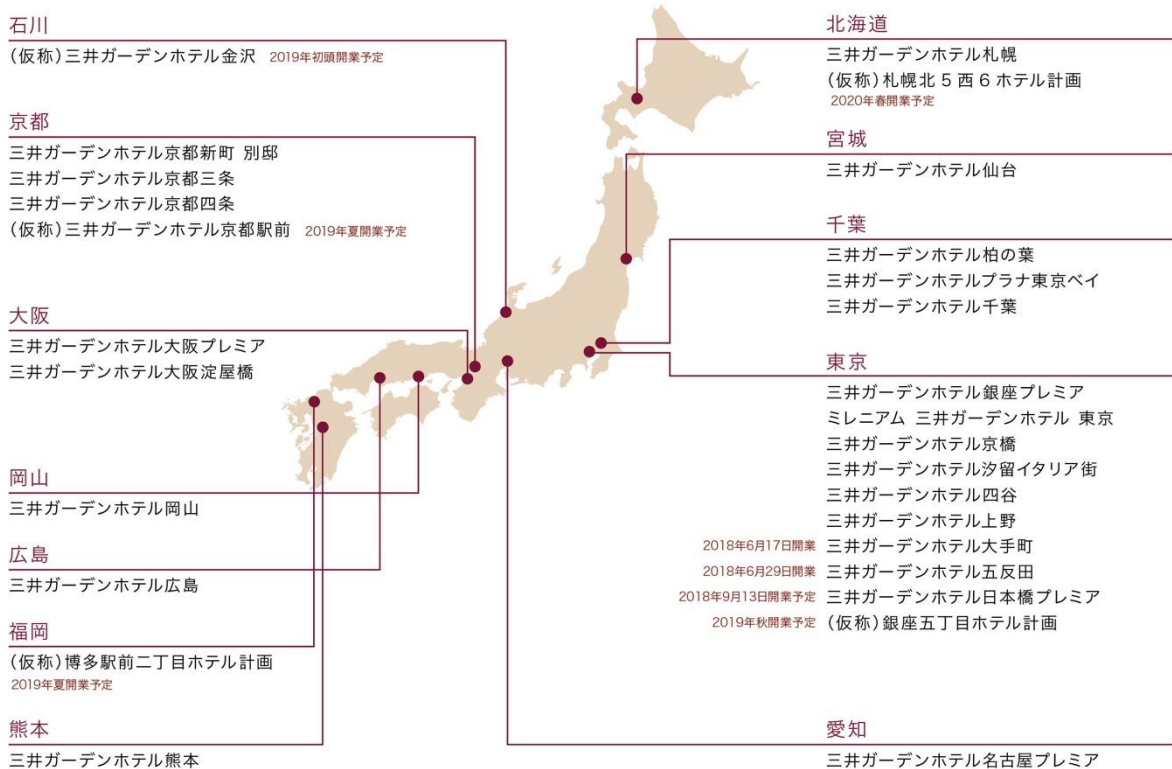 石川
(仮称)三井ガーデンホテル金沢 2019年初頭開業予定
京都
三井ガーデンホテル京都新町 別邸
三井ガーデンホテル京都三条
三井ガーデンホテル京都四条
(仮称)三井ガーデンホテル京都駅前 2019年夏開業予定
大阪
三井ガーデンホテル大阪プレミア
三井ガーデンホテル大阪淀屋橋
岡山
三井ガーデンホテル岡山
広島
三井ガーデンホテル広島
福岡
(仮称)博多駅前二丁目ホテル計画
2019年夏開業予定
熊本
三井ガーデンホテル熊本
北海道
三井ガーデンホテル札幌
(仮称)札幌北5西6ホテル計画
2020年春開業予定
宮城
三井ガーデンホテル仙台
千葉
三井ガーデンホテル柏の葉
三井ガーデンホテルプラナ東京ベイ
三井ガーデンホテル千葉
東京
三井ガーデンホテル銀座プレミア
ミレニアム 三井ガーデンホテル 東京
三井ガーデンホテル京橋
三井ガーデンホテル汐留イタリア街
三井ガーデンホテル四谷
三井ガーデンホテル上野
2018年6月17日開業 三井ガーデンホテル大手町
2018年6月29日開業 三井ガーデンホテル五反田
2018年9月13日開業予定 三井ガーデンホテル日本橋プレミア
2019年秋開業予定 (仮称)銀座五丁目ホテル計画
愛知
三井ガーデンホテル名古屋プレミア